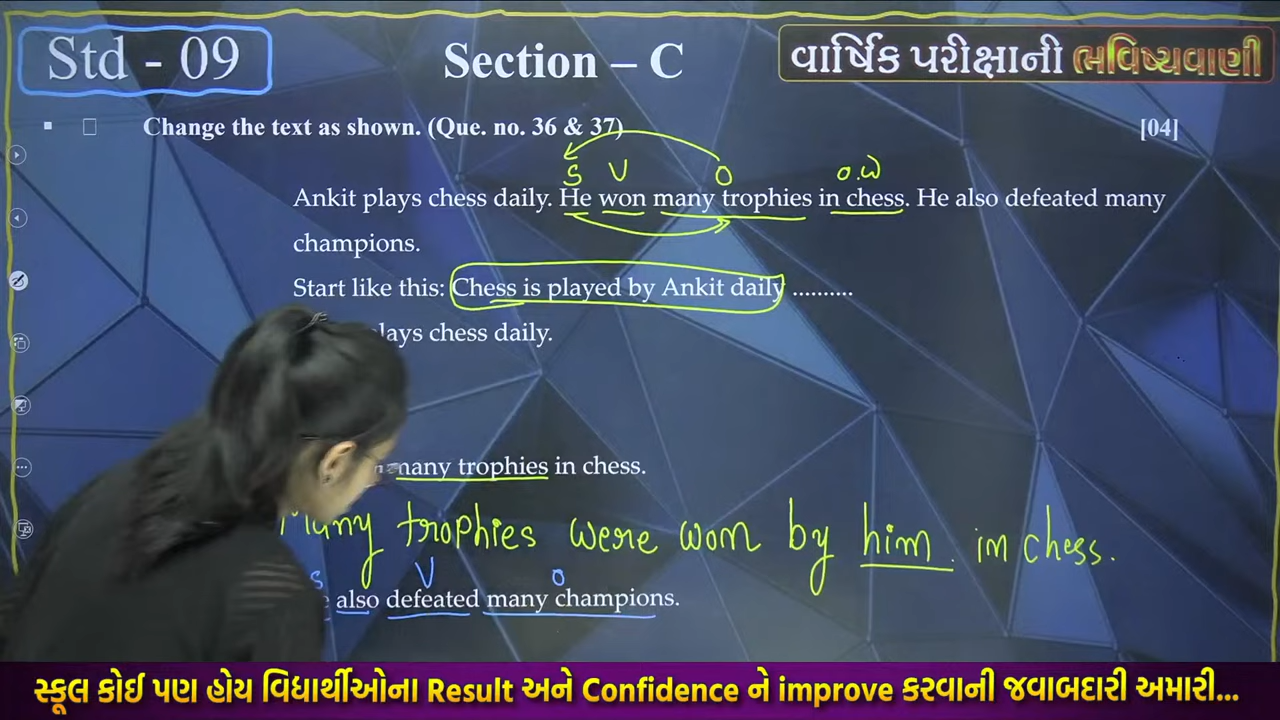 Std - 09
Section – C
વાર્ષિક પરીક્ષાની ભવિષ્યવાણી
Change the text as shown. (Que. no. 36 & 37) [04]
S V O O.W
Ankit plays chess daily. He won many trophies in chess. He also defeated many
champions.
Start like this: Chess is played by Ankit daily ..........
chess daily.
many trophies in chess.
Many trophies were won by him in chess.
S V O
also defeated many champions.
સ્કૂલ કોઈ પણ હોય વિદ્યાર્થીઓના Result અને Confidence ને improve કરવાની જવાબદારી અમારી...